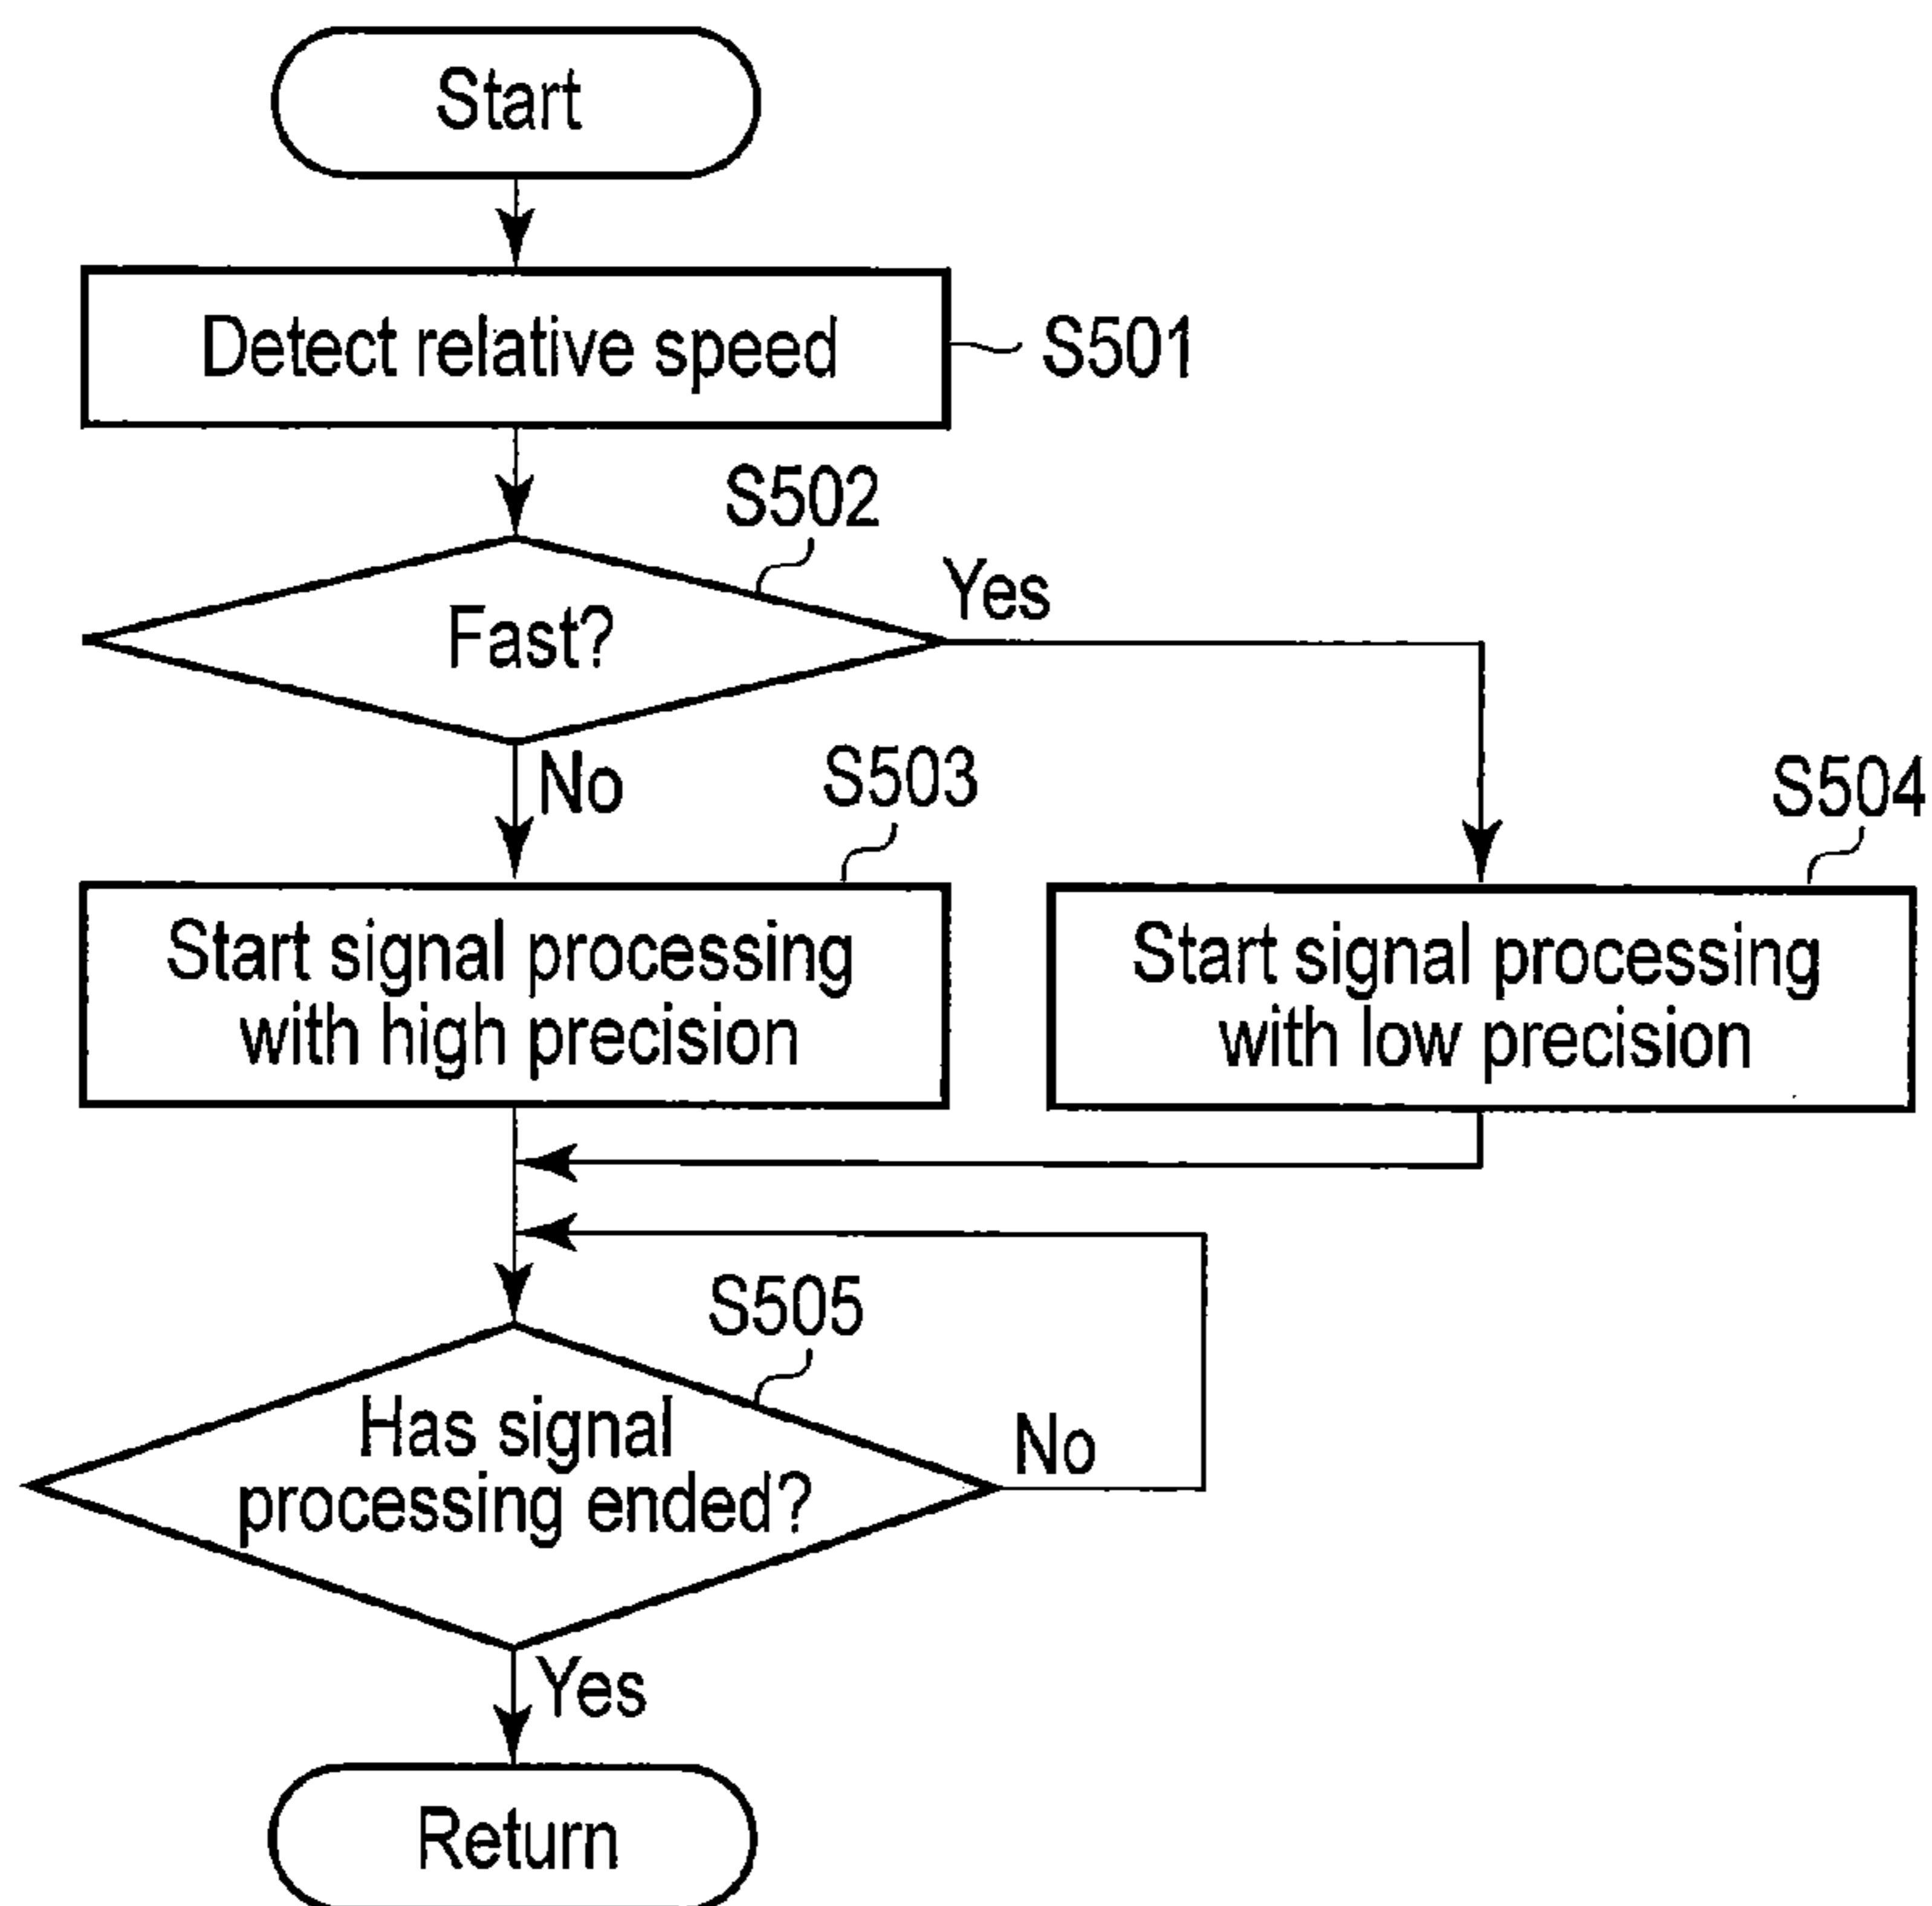 Start
Detect relative speed
S501
S502
Fast?
Yes
No
S503
S504
Start signal processing
with high precision
Start signal processing
with low precision
S505
Has signal
processing ended?
No
Yes
Return